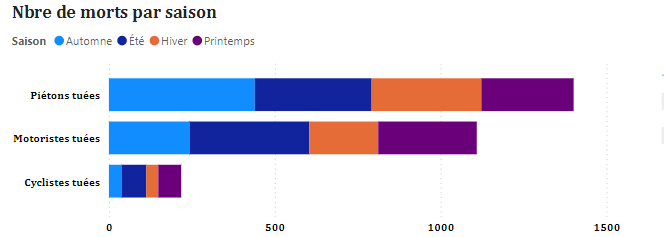 Nbre de morts par saison
Saison Automne Été Hiver Printemps
Piétons tuées
Motoristes tuées
Cyclistes tuées
0 500 1000 1500